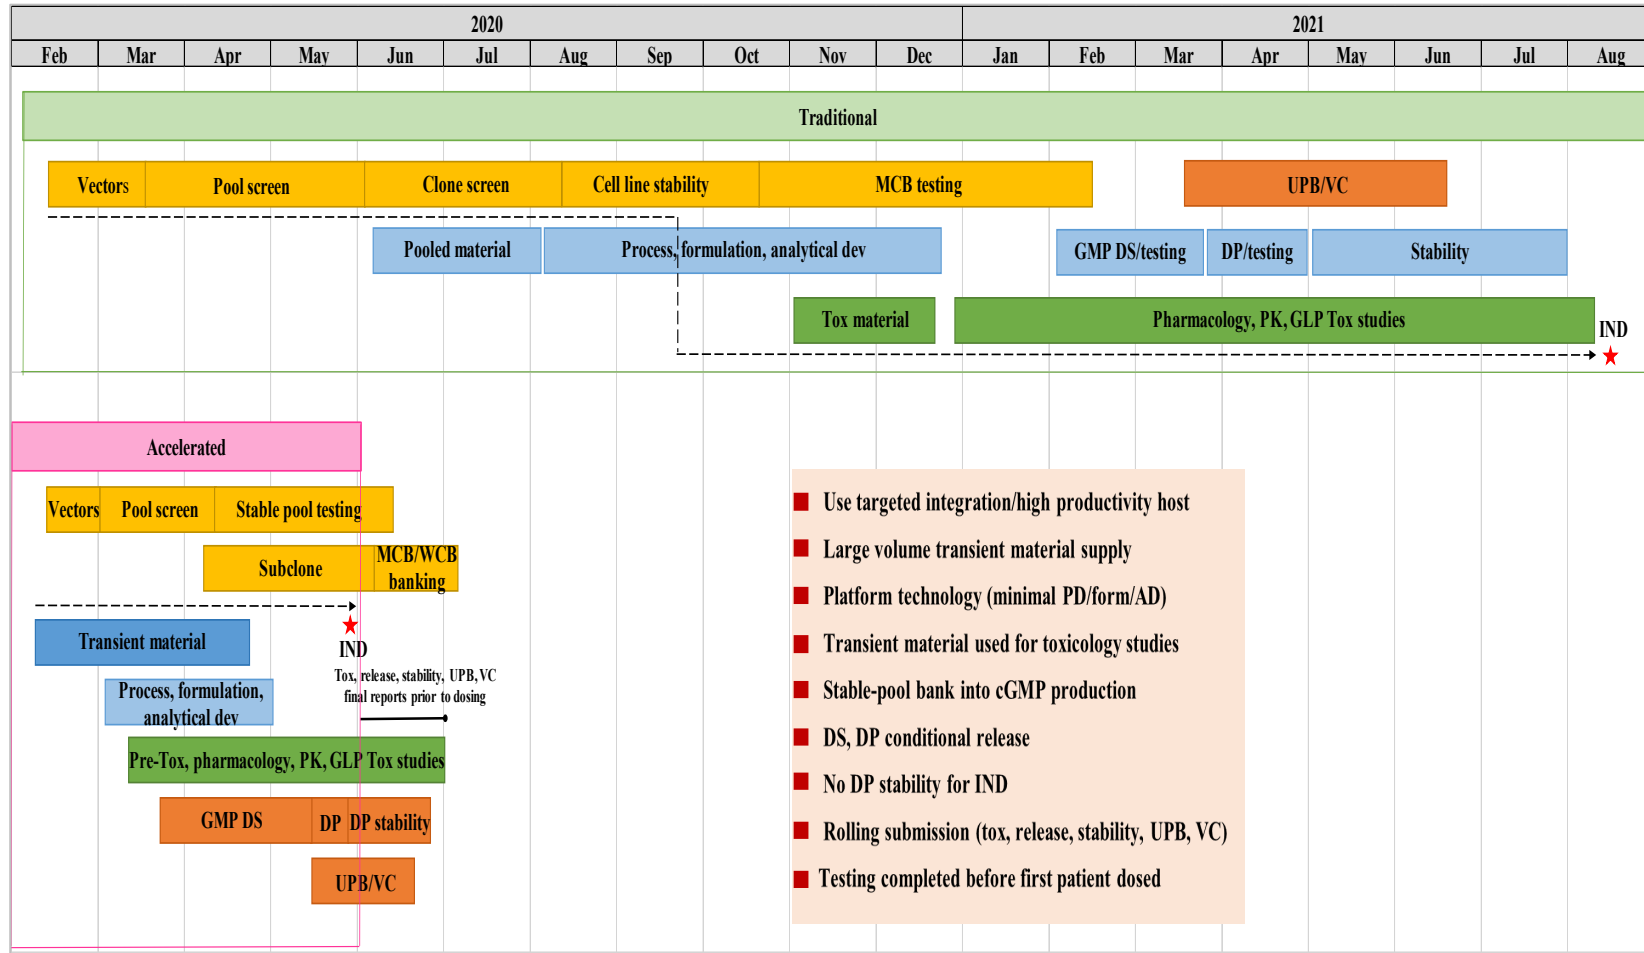 2020
2021
Feb Mar Apr May Jun Jul Aug Sep Oct Nov Dec Jan Feb Mar Apr May Jun Jul Aug
Traditional
Vectors Pool screen Clone screen Cell line stability MCB testing UPB/VC
Pooled material Process, formulation, analytical dev GMP DS/testing DP/testing Stability
Tox material Pharmacology, PK, GLP Tox studies
IND
Accelerated
Vectors Pool screen Stable pool testing
Subclone
MCB/WCB
banking
Transient material
IND
Tox, release, stability, UPB, VC
final reports prior to dosing
Process, formulation,
analytical dev
Pre-Tox, pharmacology, PK, GLP Tox studies
GMP DS DP DP stability
UPB/VC
Use targeted integration/high productivity host
Large volume transient material supply
Platform technology (minimal PD/form/AD)
Transient material used for toxicology studies
Stable-pool bank into cGMP production
DS, DP conditional release
No DP stability for IND
Rolling submission (tox, release, stability, UPB, VC)
Testing completed before first patient dosed